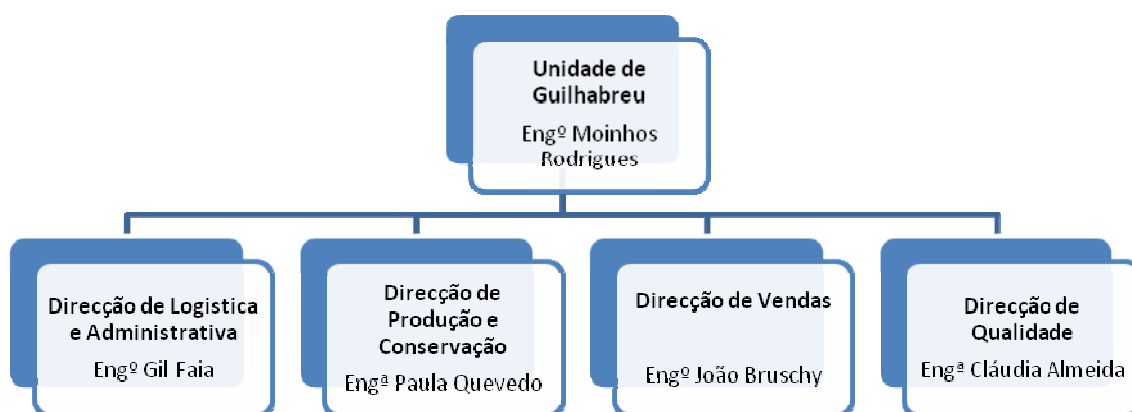 Unidade de
Guilhabreu
Engº Moinhos
Rodrigues
Direcção de Logistica
e Administrativa
Engº Gil Faia
Direcção de
Produção e
Conservação
Engª Paula Quevedo
Direcção de Vendas
Engº João Bruschy
Direcção de
Qualidade
Engª Cláudia Almeida